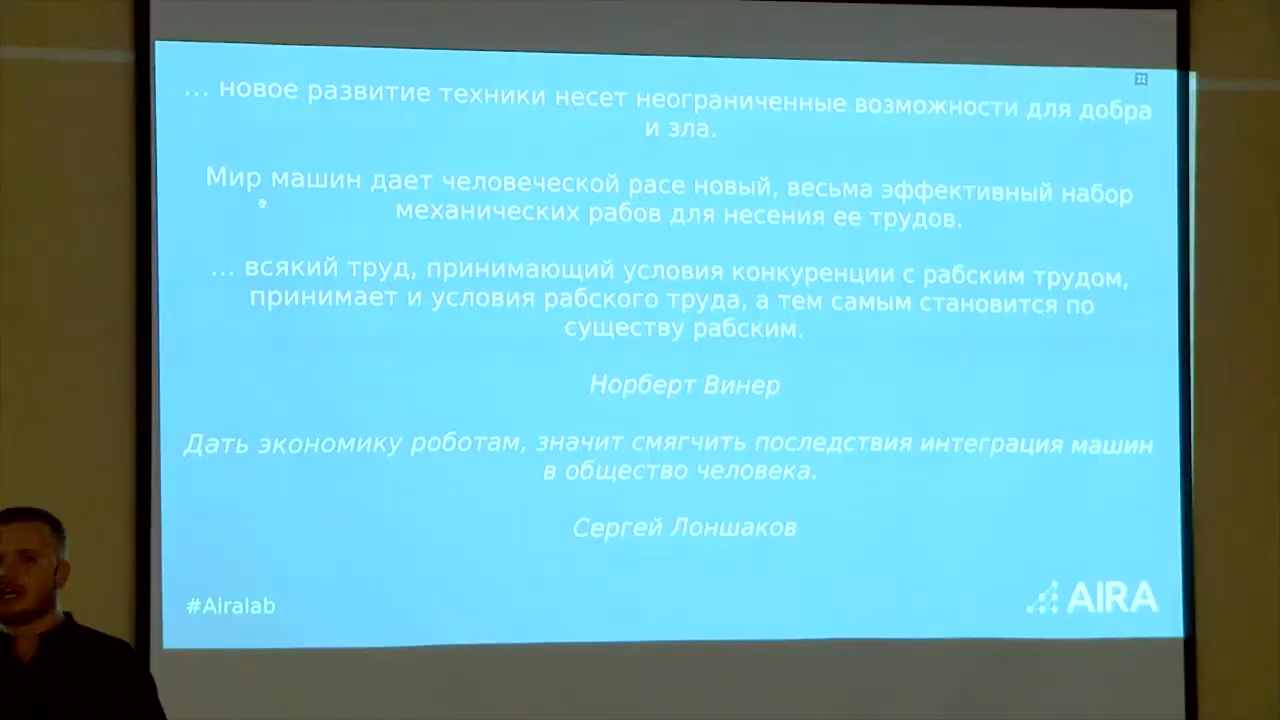 ... новое развитие техники несет неограниченные возможности для добра
и зла.
Мир машин дает человеческой расе новый, весьма эффективный набор
механических рабов для несения ее трудов.
... всякий труд, принимающий условия конкуренции с рабским трудом,
принимает и условия рабского труда, а тем самым становится по
существу рабским.
Норберт Винер
Дать экономику роботам, значит смягчить последствия интеграция машин
в общество человека.
Сергей Лоншаков
#Airalab
AIRA